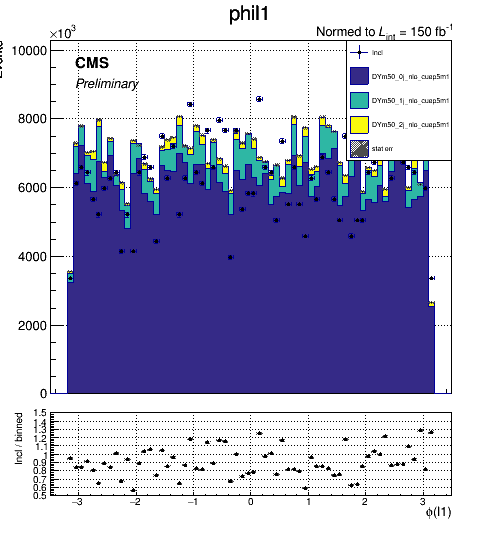 phil1
×10³
Normed to L_int = 150 fb⁻¹
Events
10000
8000
6000
4000
2000
0
CMS
Preliminary
Incl
DYm50_0j_nlo_cuep5m1
DYm50_1j_nlo_cuep5m1
DYm50_2j_nlo_cuep5m1
stat err
Incl / binned
1.5
1.4
1.3
1.2
1.1
1
0.9
0.8
0.7
0.6
0.5
−3 −2 −1 0 1 2 3
ϕ(l1)